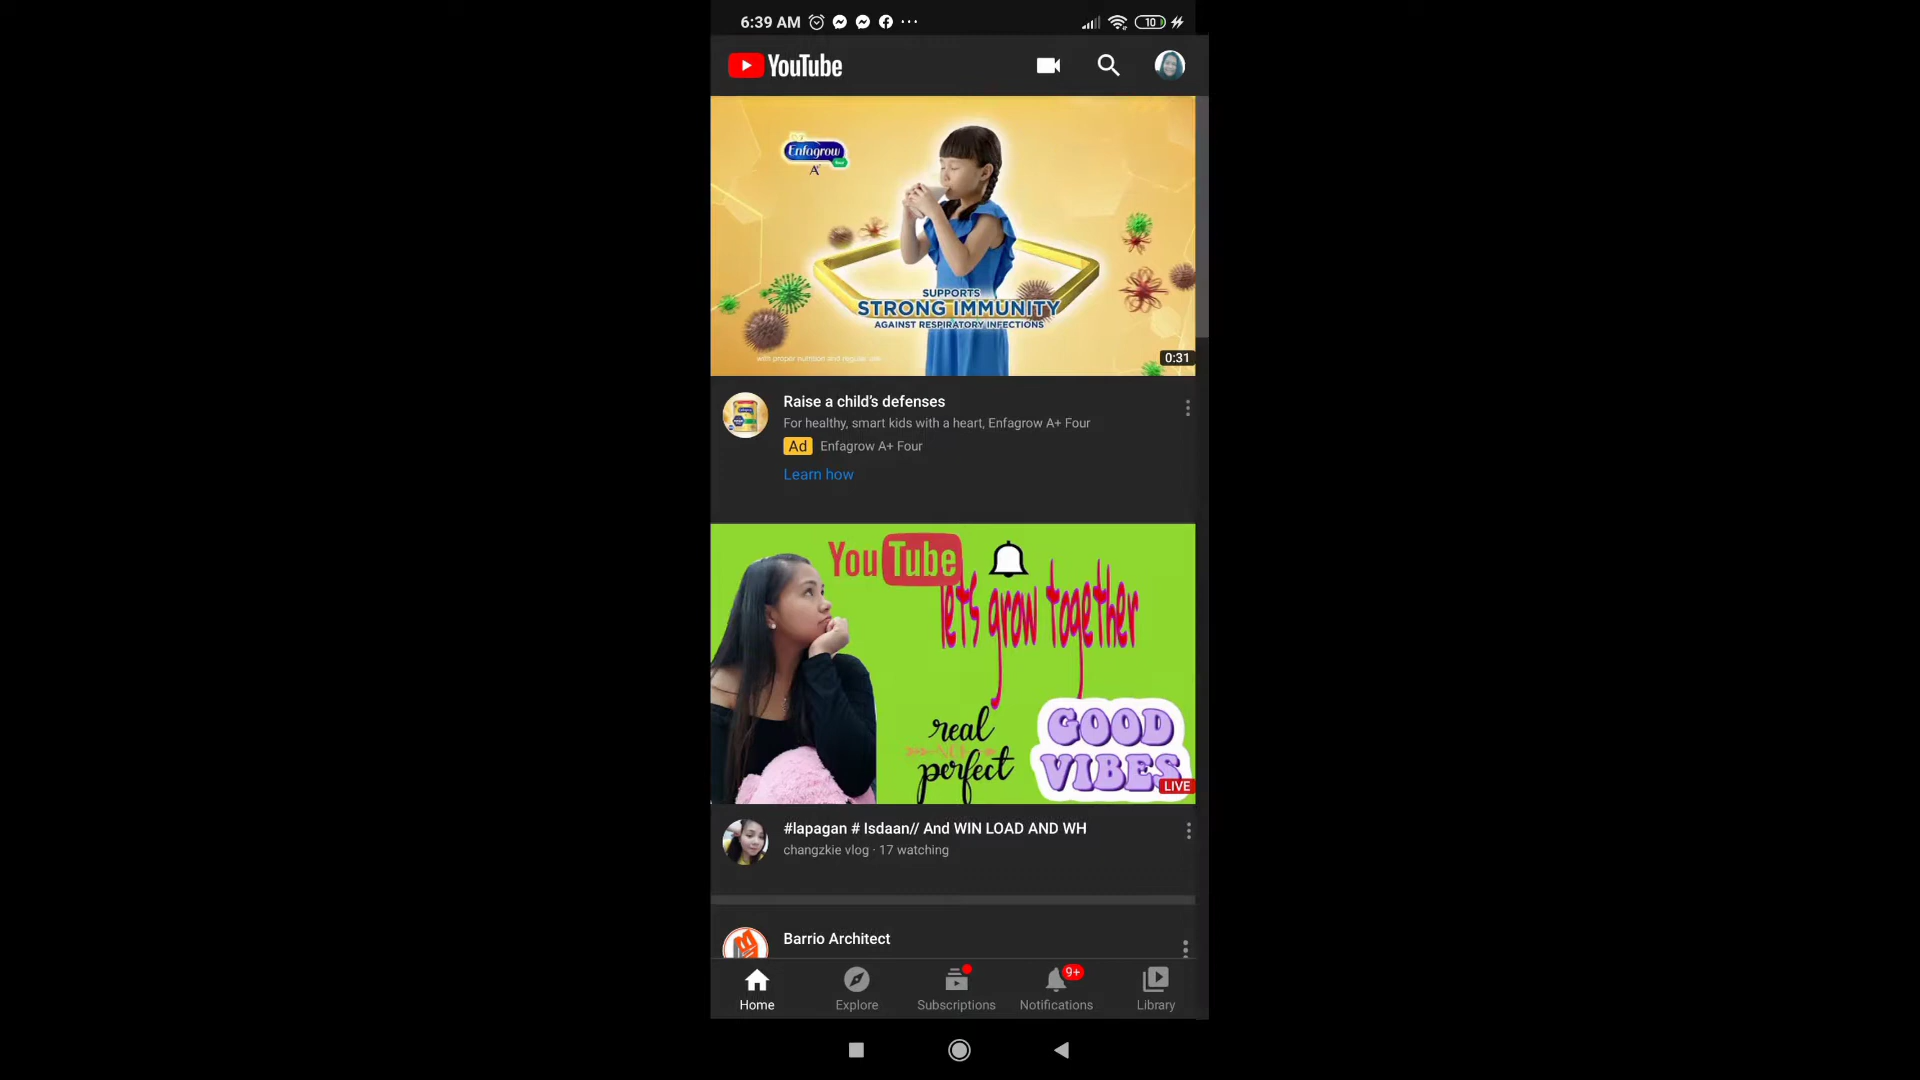 6:39 AM
10
YouTube
Enfagrow
A+
SUPPORTS
STRONG IMMUNITY
AGAINST RESPIRATORY INFECTIONS
with proper nutrition and regular use
0:31
Raise a child's defenses
For healthy, smart kids with a heart, Enfagrow A+ Four
Ad Enfagrow A+ Four
Learn how
YouTube
let's grow together
real
NOT
perfect
GOOD
VIBES
LIVE
#lapagan # Isdaan// And WIN LOAD AND WH
changzkie vlog · 17 watching
Barrio Architect
9+
Home Explore Subscriptions Notifications Library